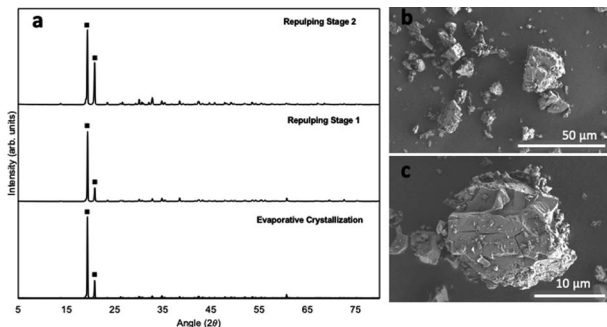 a
Repulping Stage 2
Repulping Stage 1
Evaporative Crystallization
Intensity (arb. units)
5 15 25 35 45 55 65 75
Angle (2θ)
b
50 μm
c
10 μm